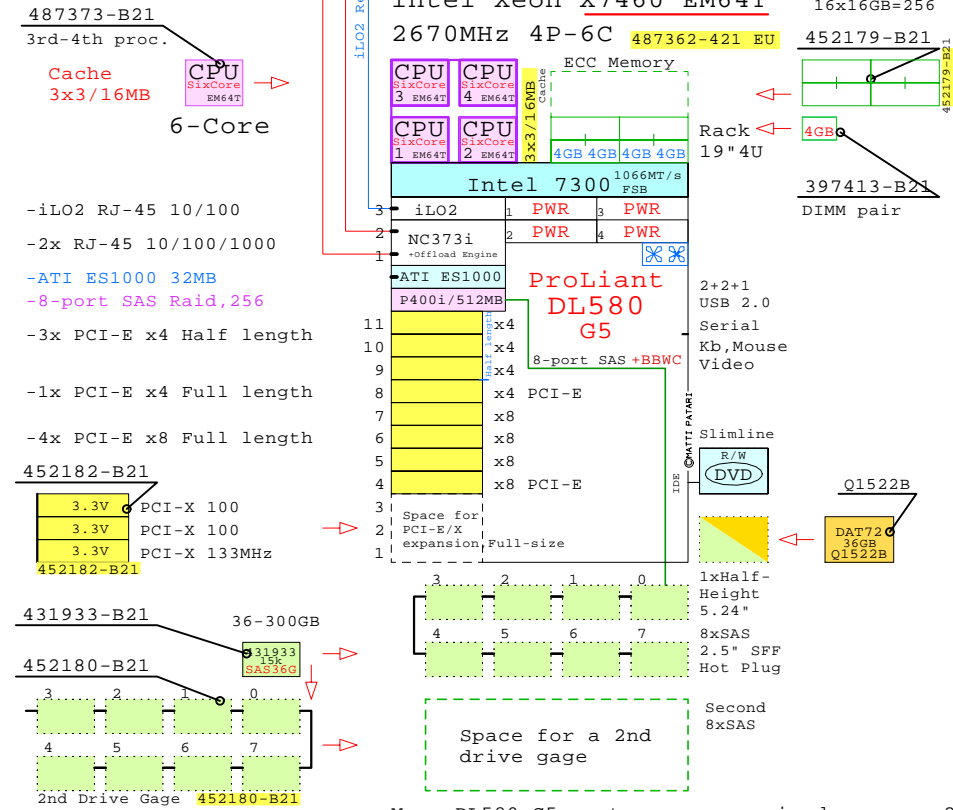 Intel Xeon X7460 EM64T
16x16GB=256
487373-B21
3rd-4th proc.
2670MHz 4P-6C 487362-421 EU
452179-B21
452179-B21
Cache
3x3/16MB
CPU
SixCore
EM64T
6-Core
iLO2
CPU
SixCore
3 EM64T
CPU
SixCore
4 EM64T
CPU
SixCore
1 EM64T
CPU
SixCore
2 EM64T
3x3/16MB
Cache
ECC Memory
4GB 4GB 4GB 4GB
Rack
19"4U
4GB
397413-B21
DIMM pair
Intel 7300 1066MT/s
FSB
3 iLO2
1 PWR 3 PWR
2 PWR 4 PWR
2 NC373i
1 +Offload Engine
ATI ES1000
P400i/512MB
ProLiant
DL580
G5
-iLO2 RJ-45 10/100
-2x RJ-45 10/100/1000
-ATI ES1000 32MB
-8-port SAS Raid,256
-3x PCI-E x4 Half length
-1x PCI-E x4 Full length
-4x PCI-E x8 Full length
2+2+1
USB 2.0
Serial
Kb,Mouse
Video
11 x4
10 x4
9 x4
8 x4 PCI-E
7 x8
6 x8
5 x8
4 x8 PCI-E
3
2
1
Half length
8-port SAS +BBWC
©MATTI PATARI
Slimline
R/W
DVD
IDE
Space for
PCI-E/X
expansion,Full-size
452182-B21
3.3V PCI-X 100
3.3V PCI-X 100
3.3V PCI-X 133MHz
452182-B21
Q1522B
DAT72
36GB
Q1522B
1xHalf-
Height
5.24"
3 2 1 0
4 5 6 7
8xSAS
2.5" SFF
Hot Plug
431933-B21
36-300GB
431933
15k
SAS36G
452180-B21
3 2 1 0
4 5 6 7
2nd Drive Gage 452180-B21
Space for a 2nd
drive gage
Second
8xSAS